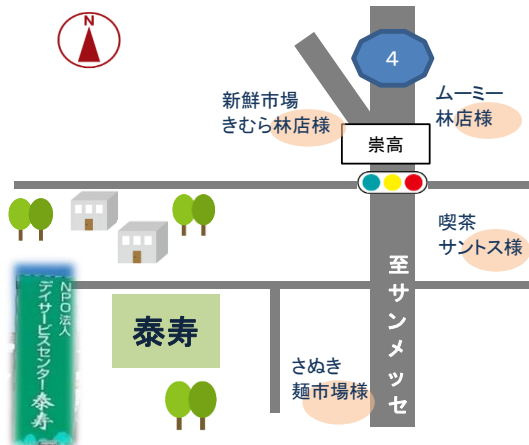 N
4
新鮮市場
きむら林店様
ムーミー
林店様
崇高
喫茶
サントス様
至サンメッセ
NPO法人
デイサービスセンター泰寿
泰寿
さぬき
麺市場様